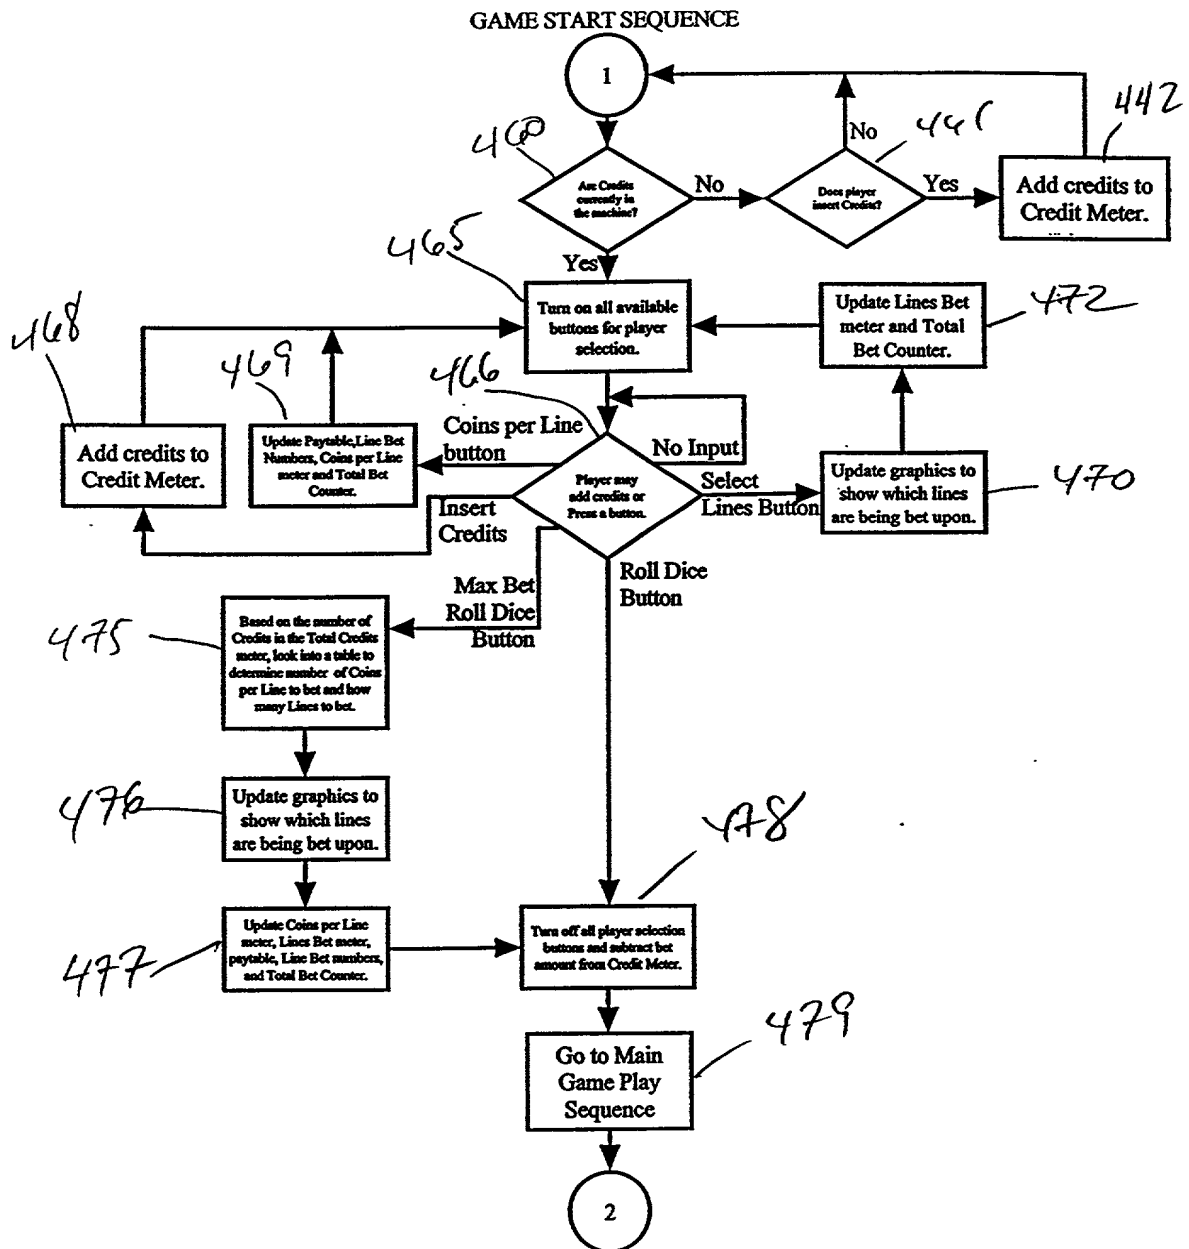 GAME START SEQUENCE
1
442
460
No
Are Credits
currently in
the machine?
No
Does player
insert Credits?
Yes
Add credits to
Credit Meter.
465
Yes
Turn on all available
buttons for player
selection.
Update Lines Bet
meter and Total
Bet Counter.
472
468
469
466
Add credits to
Credit Meter.
Update Paytable, Line Bet
Numbers, Coins per Line
meter and Total Bet
Counter.
Coins per Line
button
No Input
Player may
add credits or
Press a button.
Select
Lines Button
Update graphics to
show which lines
are being bet upon.
470
Insert
Credits
Max Bet
Roll Dice
Button
Roll Dice
Button
475
Based on the number of
Credits in the Total Credits
meter, look into a table to
determine number of Coins
per Line to bet and how
many Lines to bet.
476
Update graphics to
show which lines
are being bet upon.
478
477
Update Coins per Line
meter, Lines Bet meter,
paytable, Line Bet numbers,
and Total Bet Counter.
Turn off all player selection
buttons and subtract bet
amount from Credit Meter.
479
Go to Main
Game Play
Sequence
2